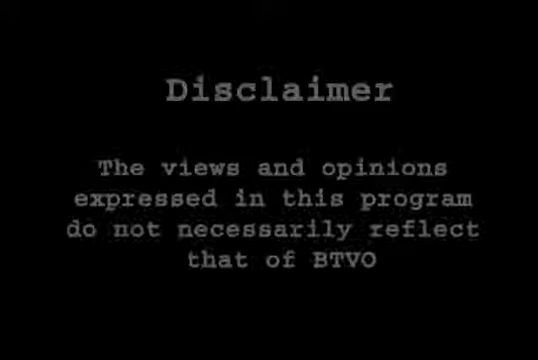 Disclaimer
The views and opinions
expressed in this program
do not necessarily reflect
that of BTVO